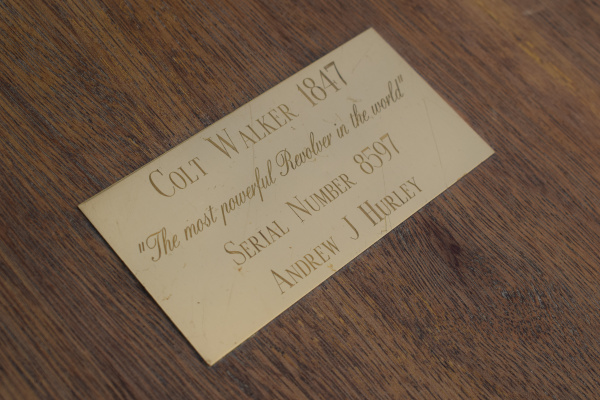 COLT WALKER 1847
"The most powerful Revolver in the world"
SERIAL NUMBER 8597
ANDREW J HURLEY